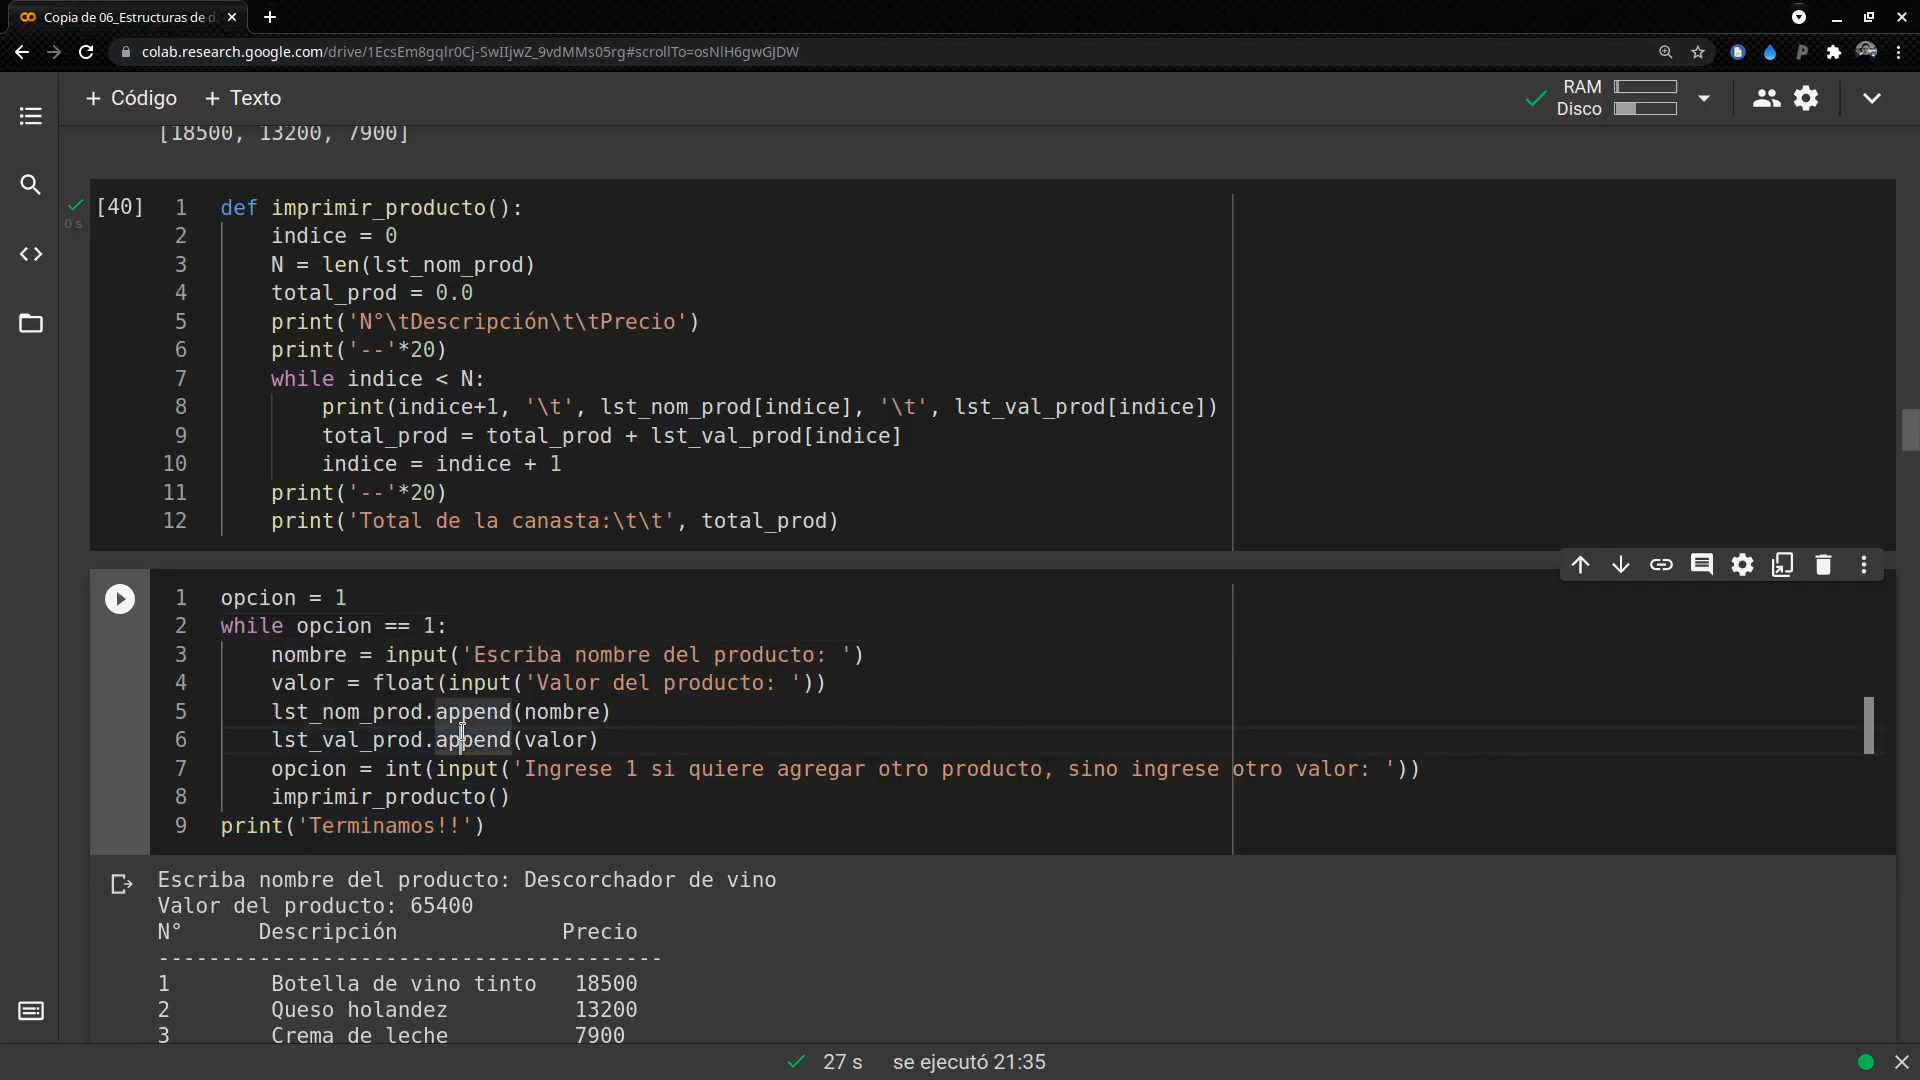 Copia de 06_Estructuras de d
colab.research.google.com/drive/1EcsEm8gqlr0Cj-SwIIjwZ_9vdMMs05rg#scrollTo=osNlH6gwGJDW
+ Código + Texto
RAM
Disco
[18500, 13200, 7900]
[40]
0 s
1 def imprimir_producto():
2 indice = 0
3 N = len(lst_nom_prod)
4 total_prod = 0.0
5 print('N°\tDescripción\t\tPrecio')
6 print('--'*20)
7 while indice < N:
8 print(indice+1, '\t', lst_nom_prod[indice], '\t', lst_val_prod[indice])
9 total_prod = total_prod + lst_val_prod[indice]
10 indice = indice + 1
11 print('--'*20)
12 print('Total de la canasta:\t\t', total_prod)
1 opcion = 1
2 while opcion == 1:
3 nombre = input('Escriba nombre del producto: ')
4 valor = float(input('Valor del producto: '))
5 lst_nom_prod.append(nombre)
6 lst_val_prod.append(valor)
7 opcion = int(input('Ingrese 1 si quiere agregar otro producto, sino ingrese otro valor: '))
8 imprimir_producto()
9 print('Terminamos!!')
Escriba nombre del producto: Descorchador de vino
Valor del producto: 65400
N° Descripción Precio
----------------------------------------
1 Botella de vino tinto 18500
2 Queso holandez 13200
3 Crema de leche 7900
27 s se ejecutó 21:35